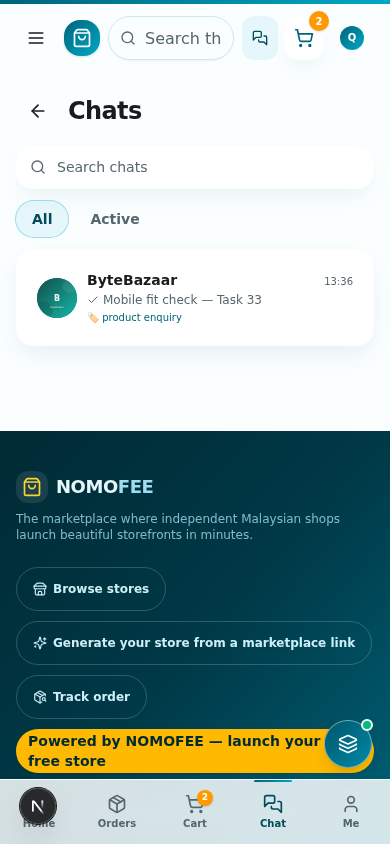 Search th
2
Q
Chats
Search chats
All
Active
ByteBazaar
13:36
B
Mobile fit check — Task 33
🏷️ product enquiry
NOMOFEE
The marketplace where independent Malaysian shops
launch beautiful storefronts in minutes.
Browse stores
Generate your store from a marketplace link
Track order
Powered by NOMOFEE — launch your
free store
N
2
Home
Orders
Cart
Chat
Me